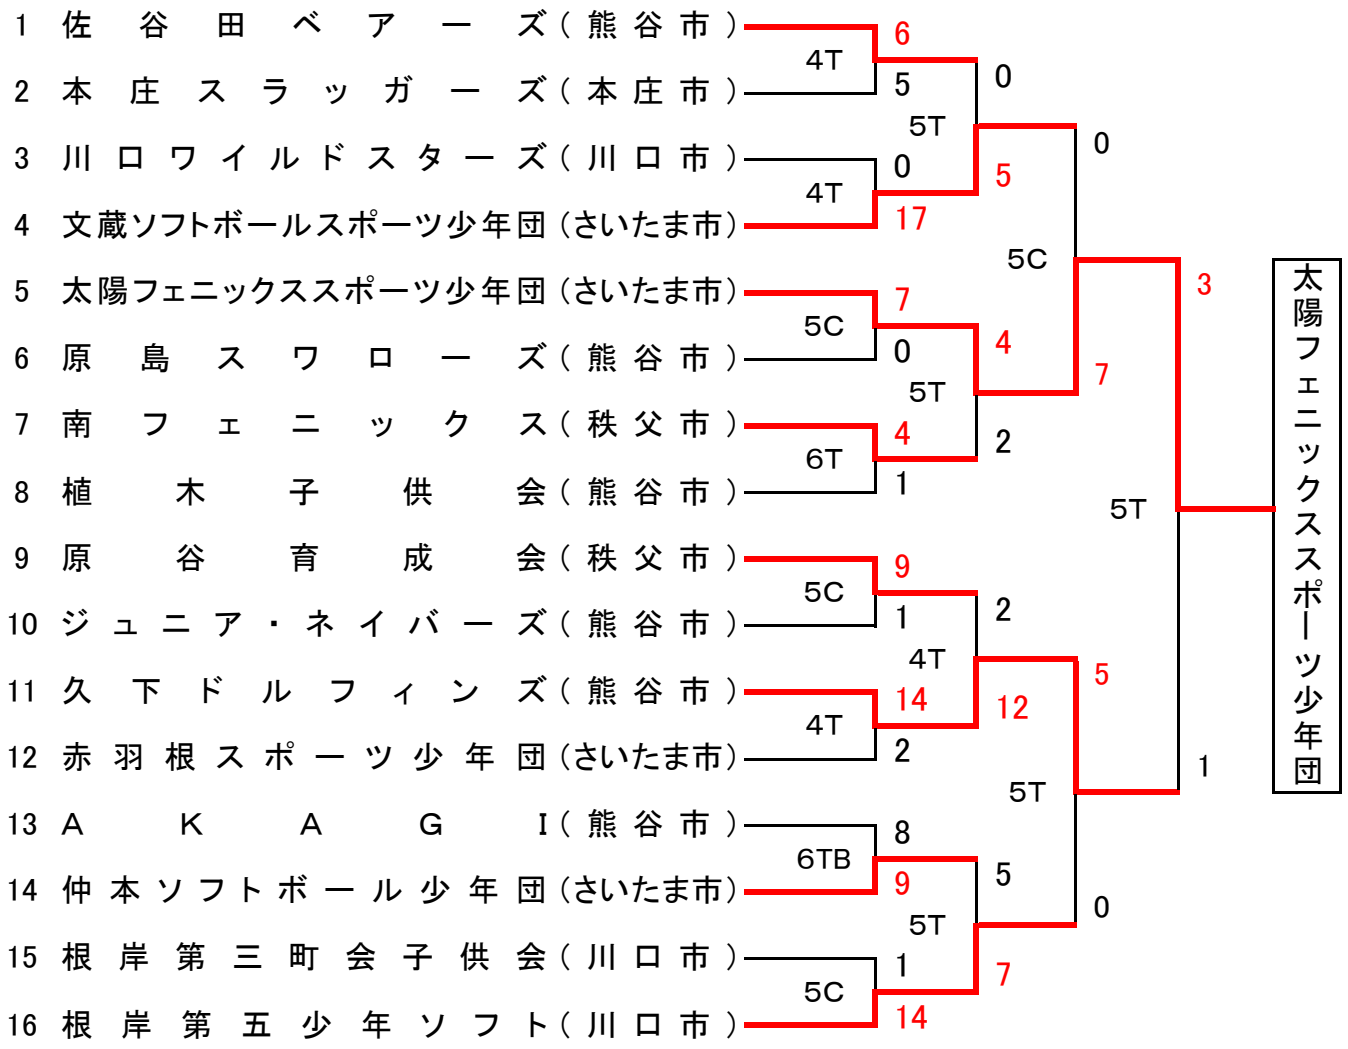 1 佐谷田ベアーズ(熊谷市)
2 本庄スラッガーズ(本庄市)
3 川口ワイルドスターズ(川口市)
4 文蔵ソフトボールスポーツ少年団(さいたま市)
5 太陽フェニックススポーツ少年団(さいたま市)
6 原島スワローズ(熊谷市)
7 南フェニックス(秩父市)
8 植木子供会(熊谷市)
9 原谷育成会(秩父市)
10 ジュニア・ネイバーズ(熊谷市)
11 久下ドルフィンズ(熊谷市)
12 赤羽根スポーツ少年団(さいたま市)
13 AKAGI(熊谷市)
14 仲本ソフトボール少年団(さいたま市)
15 根岸第三町会子供会(川口市)
16 根岸第五少年ソフト(川口市)
4T
6
5
4T
0
17
5C
7
0
6T
4
1
5C
9
1
4T
14
2
6TB
8
9
5C
1
14
5T
0
5
5T
4
2
4T
2
12
5T
5
7
5C
0
7
5T
5
0
5T
3
1
太陽フェニックススポーツ少年団